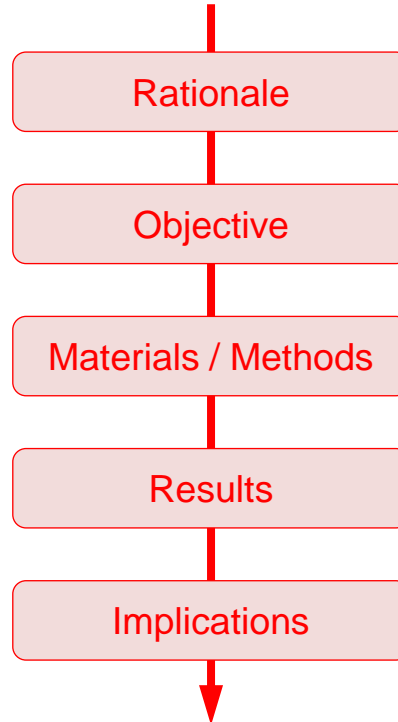 Rationale
Objective
Materials / Methods
Results
Implications